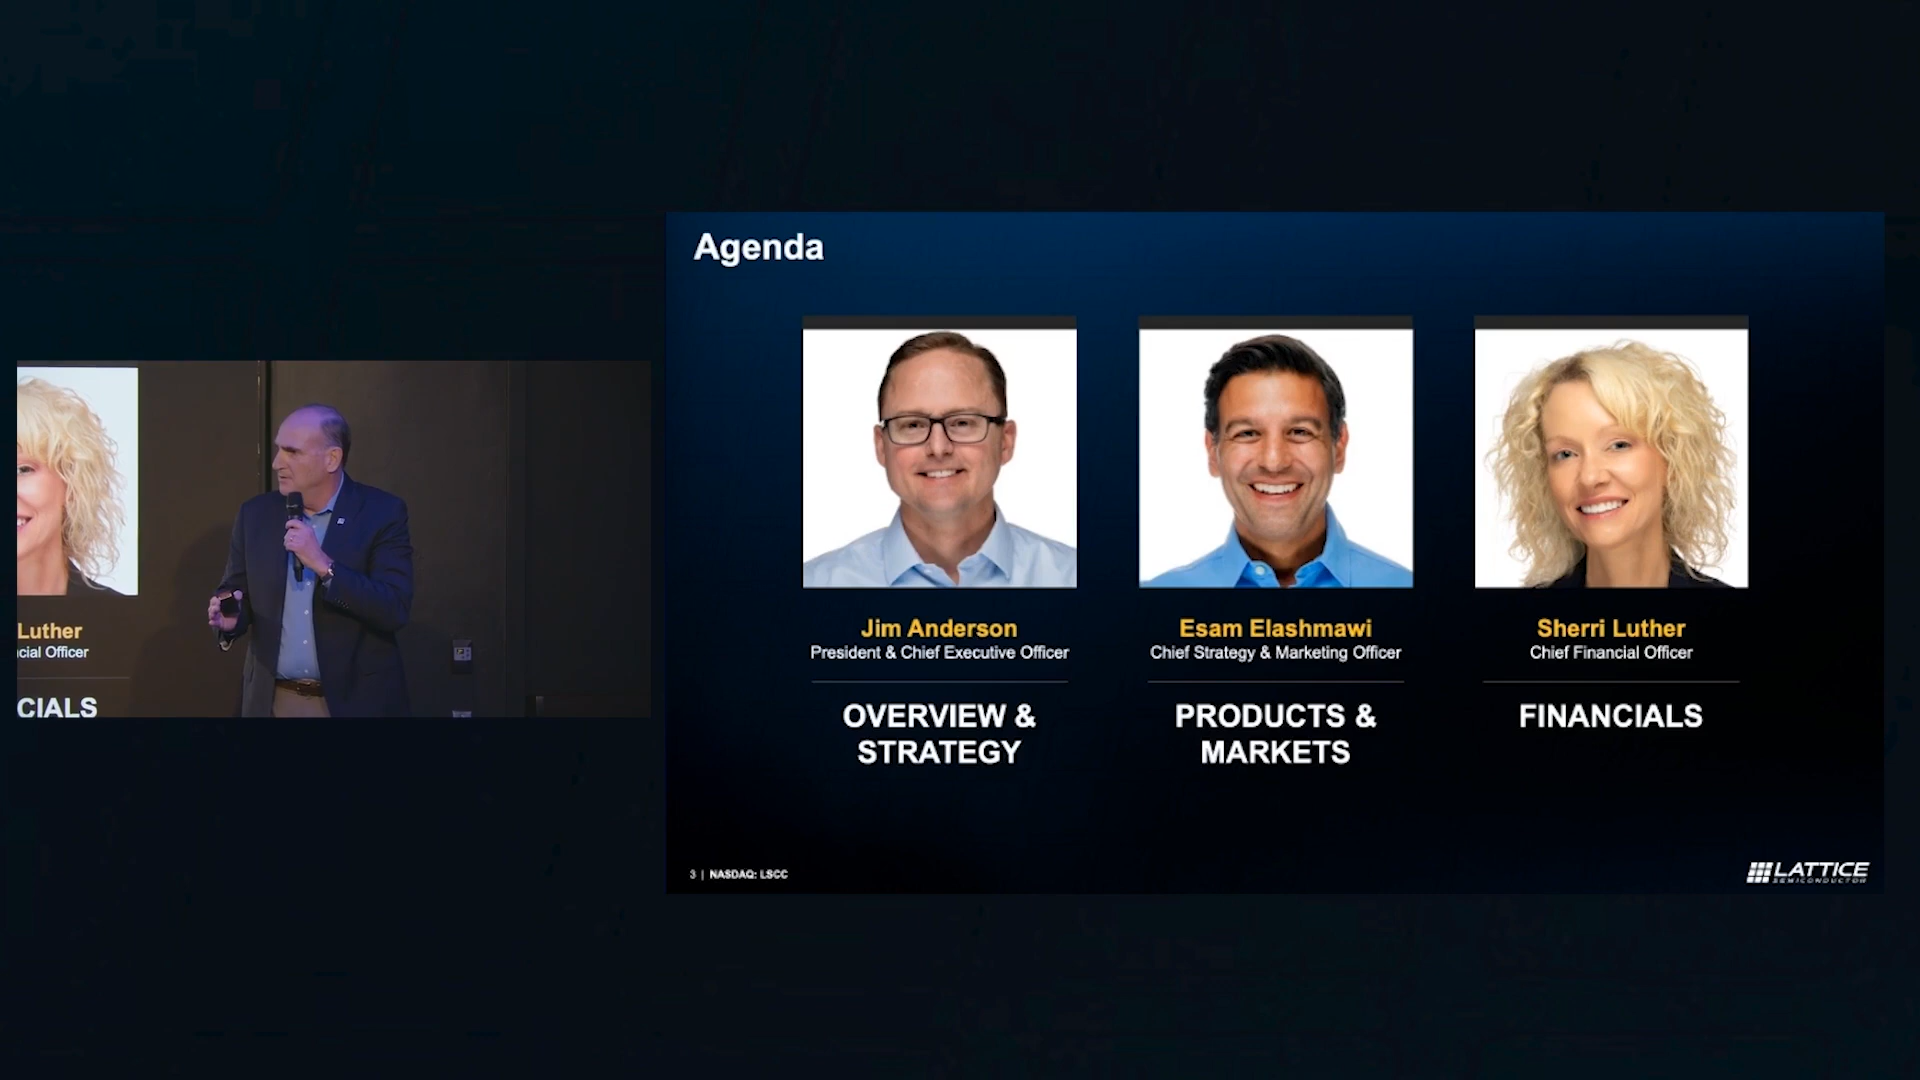 Luther
cial Officer
CIALS
Agenda
Jim Anderson
President & Chief Executive Officer
OVERVIEW &
STRATEGY
Esam Elashmawi
Chief Strategy & Marketing Officer
PRODUCTS &
MARKETS
Sherri Luther
Chief Financial Officer
FINANCIALS
3 | NASDAQ: LSCC
LATTICE
SEMICONDUCTOR